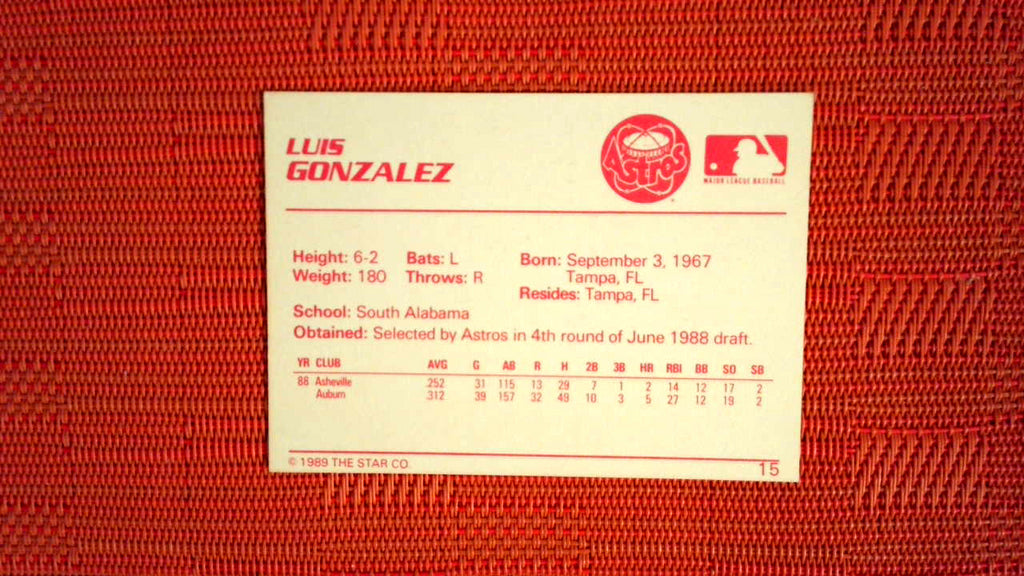 LUIS
GONZALEZ
Astros
MAJOR LEAGUE BASEBALL
Height: 6-2 Bats: L Born: September 3, 1967
Weight: 180 Throws: R Tampa, FL
Resides: Tampa, FL
School: South Alabama
Obtained: Selected by Astros in 4th round of June 1988 draft.
YR CLUB AVG G AB R H 2B 3B HR RBI BB SO SB
88 Asheville .252 31 115 13 29 7 1 2 14 12 17 2
Auburn .312 39 157 32 49 10 3 5 27 12 19 2
© 1989 THE STAR CO. 15